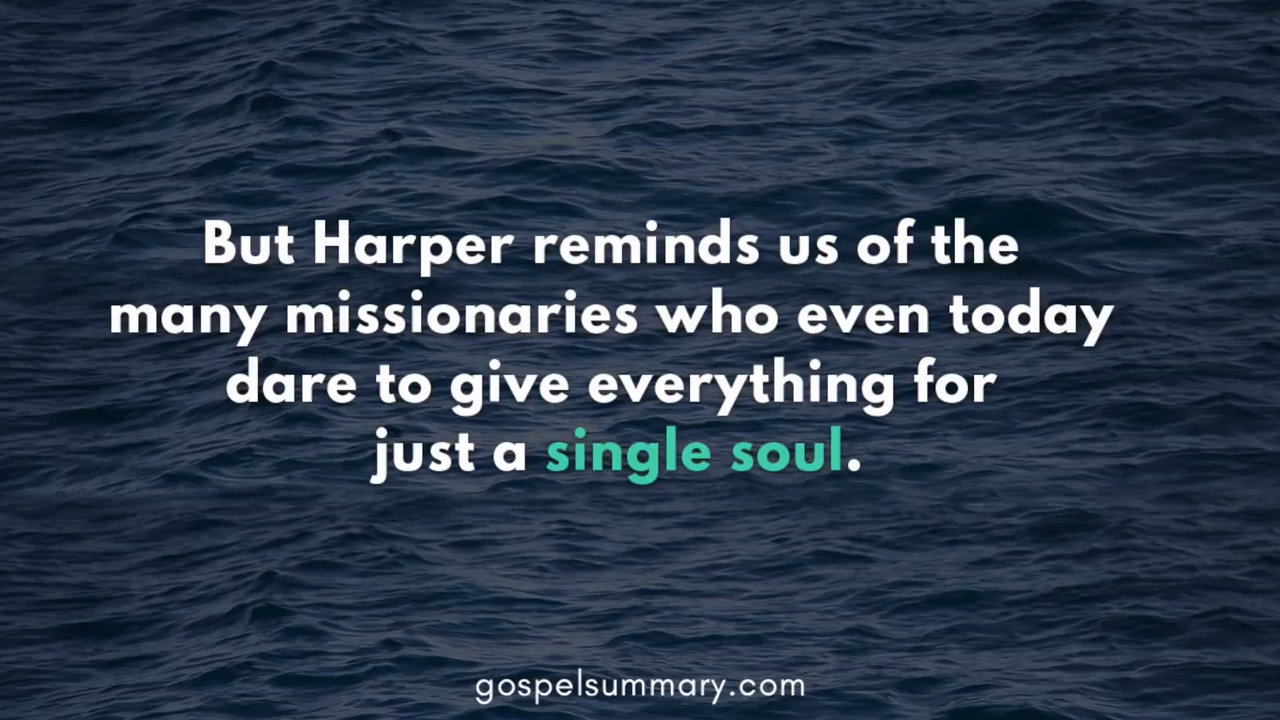 But Harper reminds us of the
many missionaries who even today
dare to give everything for
just a single soul.
gospelsummary.com